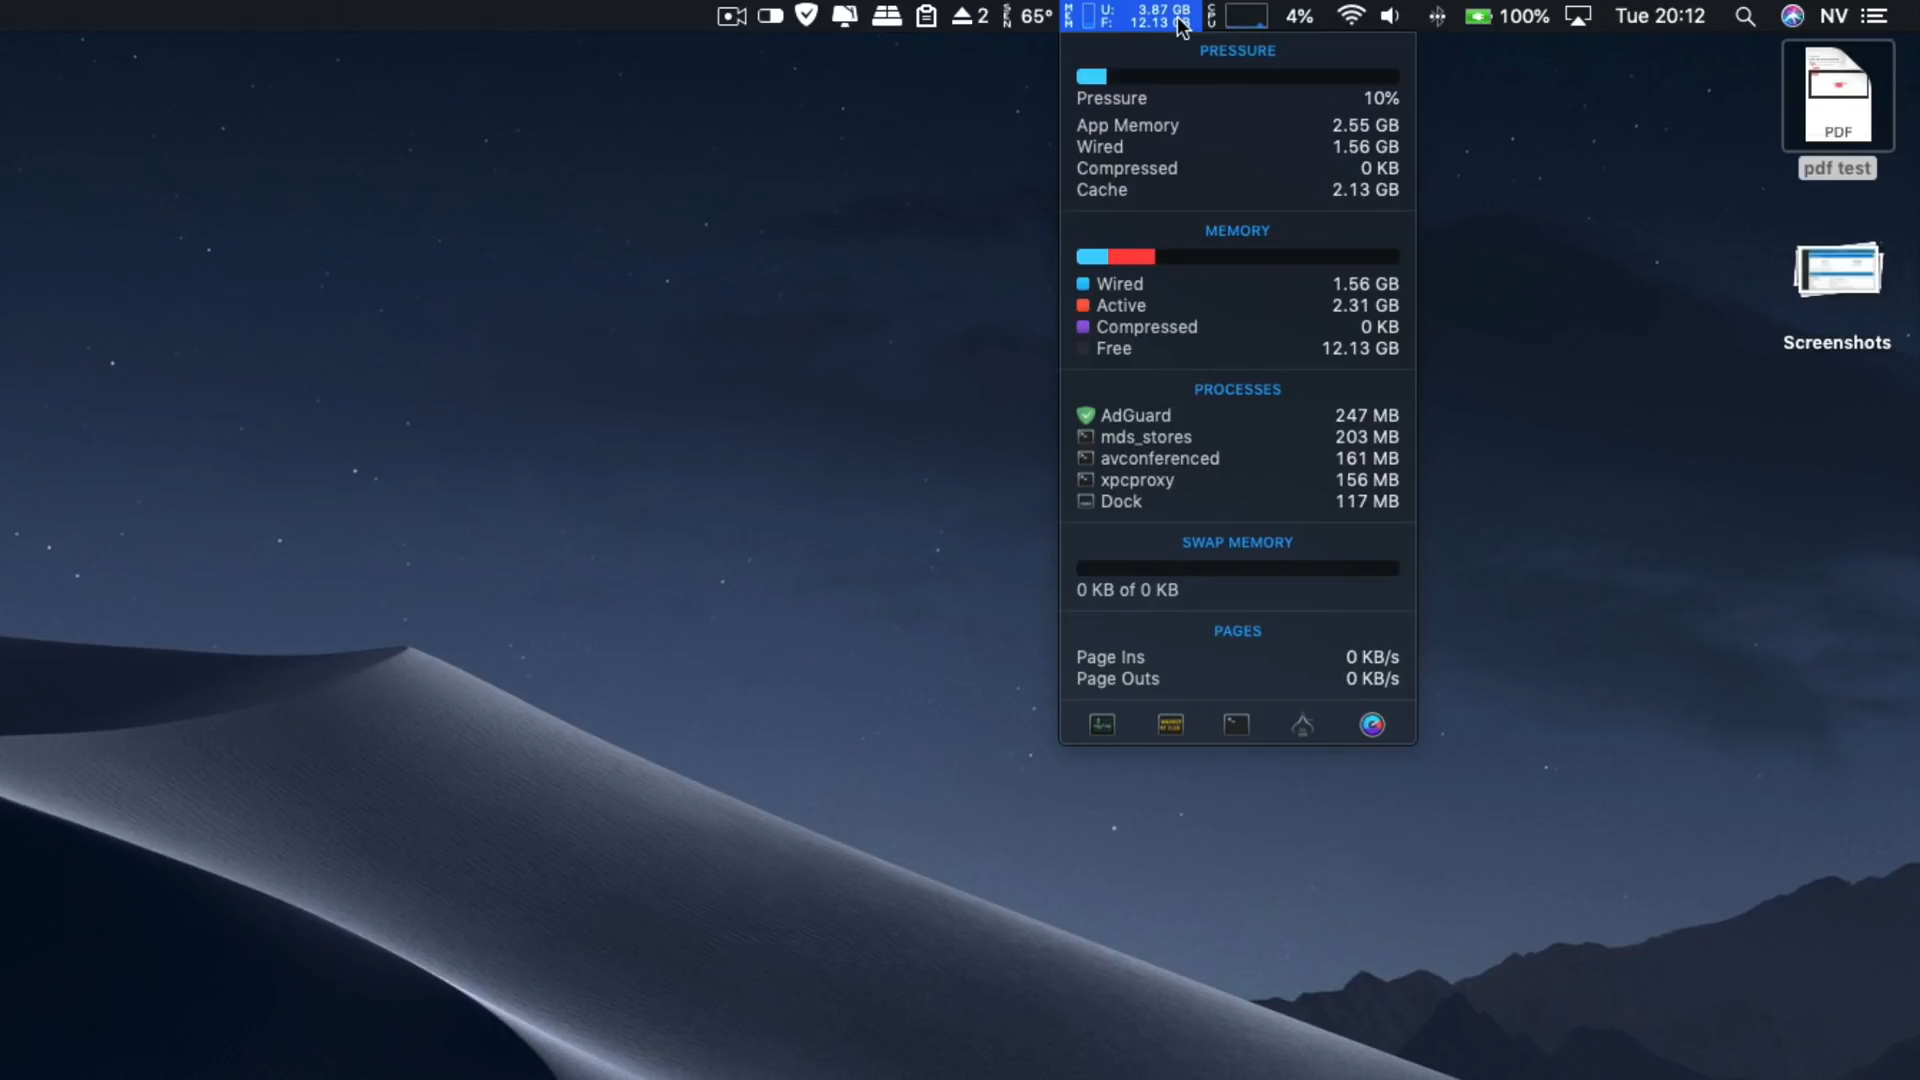 2 SEN 65° MEM U: 3.87 GB F: 12.13 GB CPU 4% 100% Tue 20:12 NV
PRESSURE
Pressure 10%
App Memory 2.55 GB
Wired 1.56 GB
Compressed 0 KB
Cache 2.13 GB
MEMORY
Wired 1.56 GB
Active 2.31 GB
Compressed 0 KB
Free 12.13 GB
PROCESSES
AdGuard 247 MB
mds_stores 203 MB
avconferenced 161 MB
xpcproxy 156 MB
Dock 117 MB
SWAP MEMORY
0 KB of 0 KB
PAGES
Page Ins 0 KB/s
Page Outs 0 KB/s
PDF
pdf test
Screenshots